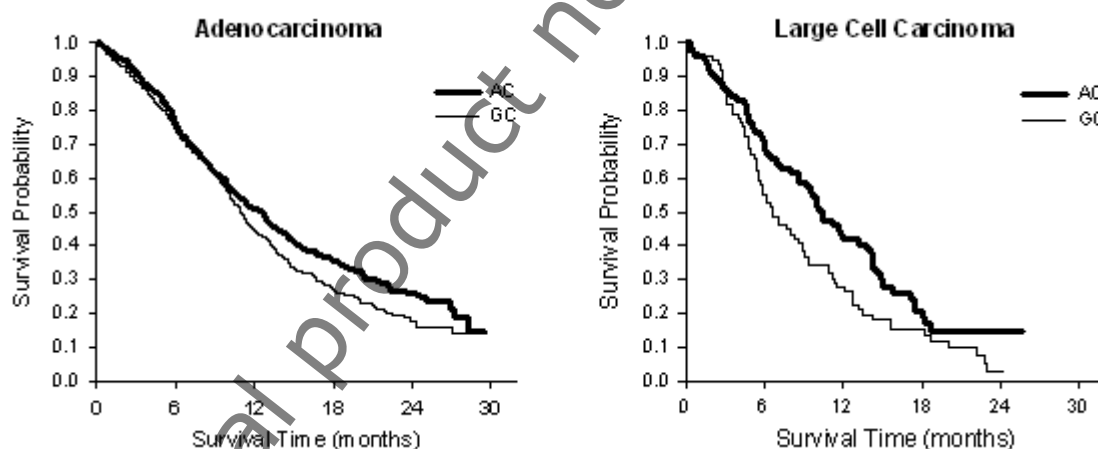 Adenocarcinoma
Survival Probability
1.0
0.9
0.8
0.7
0.6
0.5
0.4
0.3
0.2
0.1
0.0
AC
GC
0 6 12 18 24 30
Survival Time (months)
Large Cell Carcinoma
Survival Probability
1.0
0.9
0.8
0.7
0.6
0.5
0.4
0.3
0.2
0.1
0.0
0 6 12 18 24 30
Survival Time (months)
al product